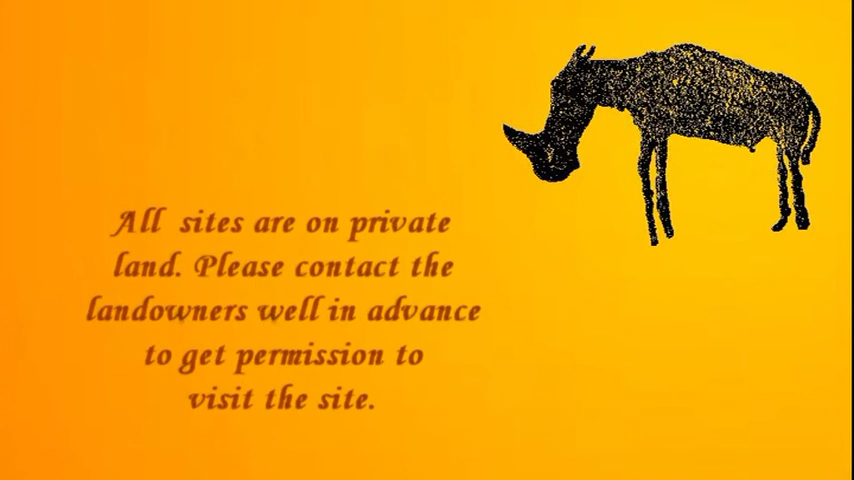 All sites are on private
land. Please contact the
landowners well in advance
to get permission to
visit the site.